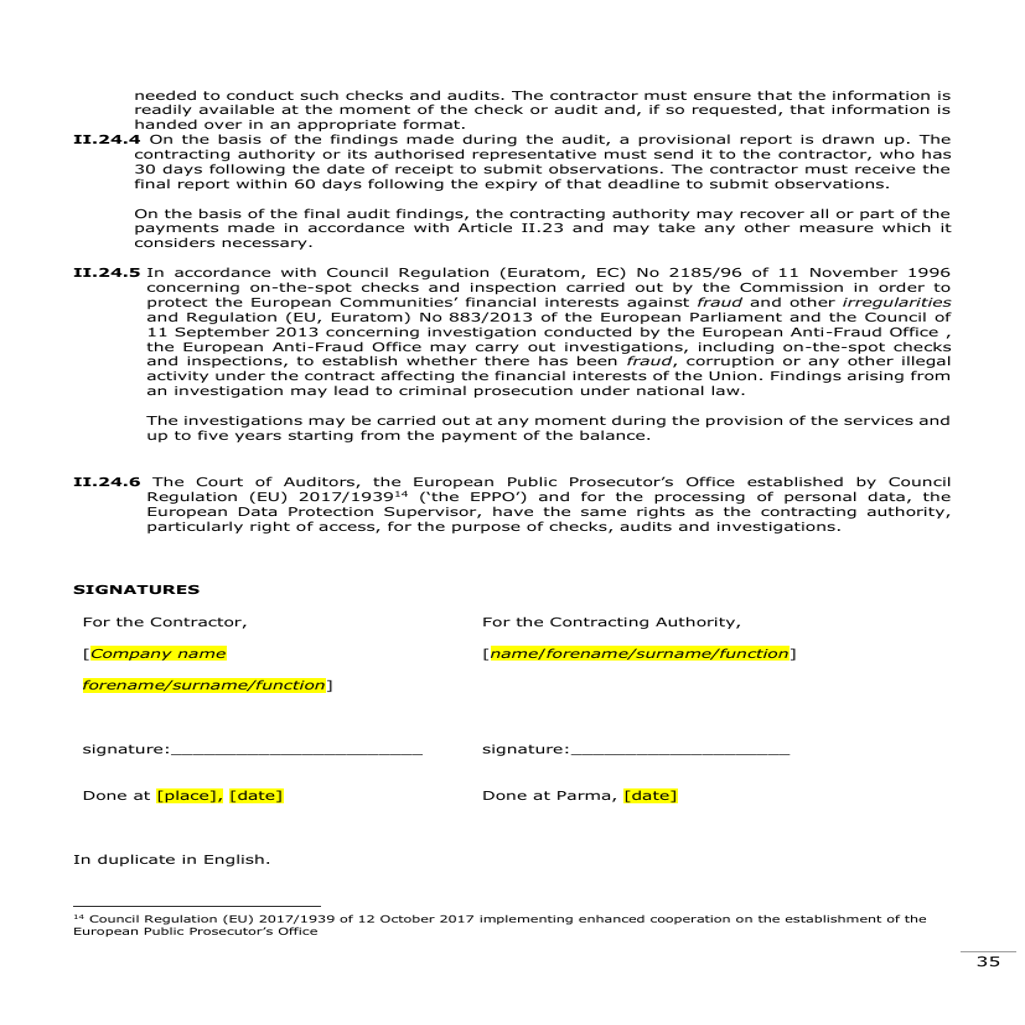 needed to conduct such checks and audits. The contractor must ensure that the information is
readily available at the moment of the check or audit and, if so requested, that information is
handed over in an appropriate format.
II.24.4 On the basis of the findings made during the audit, a provisional report is drawn up. The
contracting authority or its authorised representative must send it to the contractor, who has
30 days following the date of receipt to submit observations. The contractor must receive the
final report within 60 days following the expiry of that deadline to submit observations.
On the basis of the final audit findings, the contracting authority may recover all or part of the
payments made in accordance with Article II.23 and may take any other measure which it
considers necessary.
II.24.5 In accordance with Council Regulation (Euratom, EC) No 2185/96 of 11 November 1996
concerning on-the-spot checks and inspection carried out by the Commission in order to
protect the European Communities’ financial interests against fraud and other irregularities
and Regulation (EU, Euratom) No 883/2013 of the European Parliament and the Council of
11 September 2013 concerning investigation conducted by the European Anti-Fraud Office ,
the European Anti-Fraud Office may carry out investigations, including on-the-spot checks
and inspections, to establish whether there has been fraud, corruption or any other illegal
activity under the contract affecting the financial interests of the Union. Findings arising from
an investigation may lead to criminal prosecution under national law.
The investigations may be carried out at any moment during the provision of the services and
up to five years starting from the payment of the balance.
II.24.6 The Court of Auditors, the European Public Prosecutor’s Office established by Council
Regulation (EU) 2017/1939¹⁴ (‘the EPPO’) and for the processing of personal data, the
European Data Protection Supervisor, have the same rights as the contracting authority,
particularly right of access, for the purpose of checks, audits and investigations.
SIGNATURES
For the Contractor,
[Company name
forename/surname/function]
signature:_______________________
Done at [place], [date]
For the Contracting Authority,
[name/forename/surname/function]
signature:____________________
Done at Parma, [date]
In duplicate in English.
¹⁴ Council Regulation (EU) 2017/1939 of 12 October 2017 implementing enhanced cooperation on the establishment of the
European Public Prosecutor’s Office
35